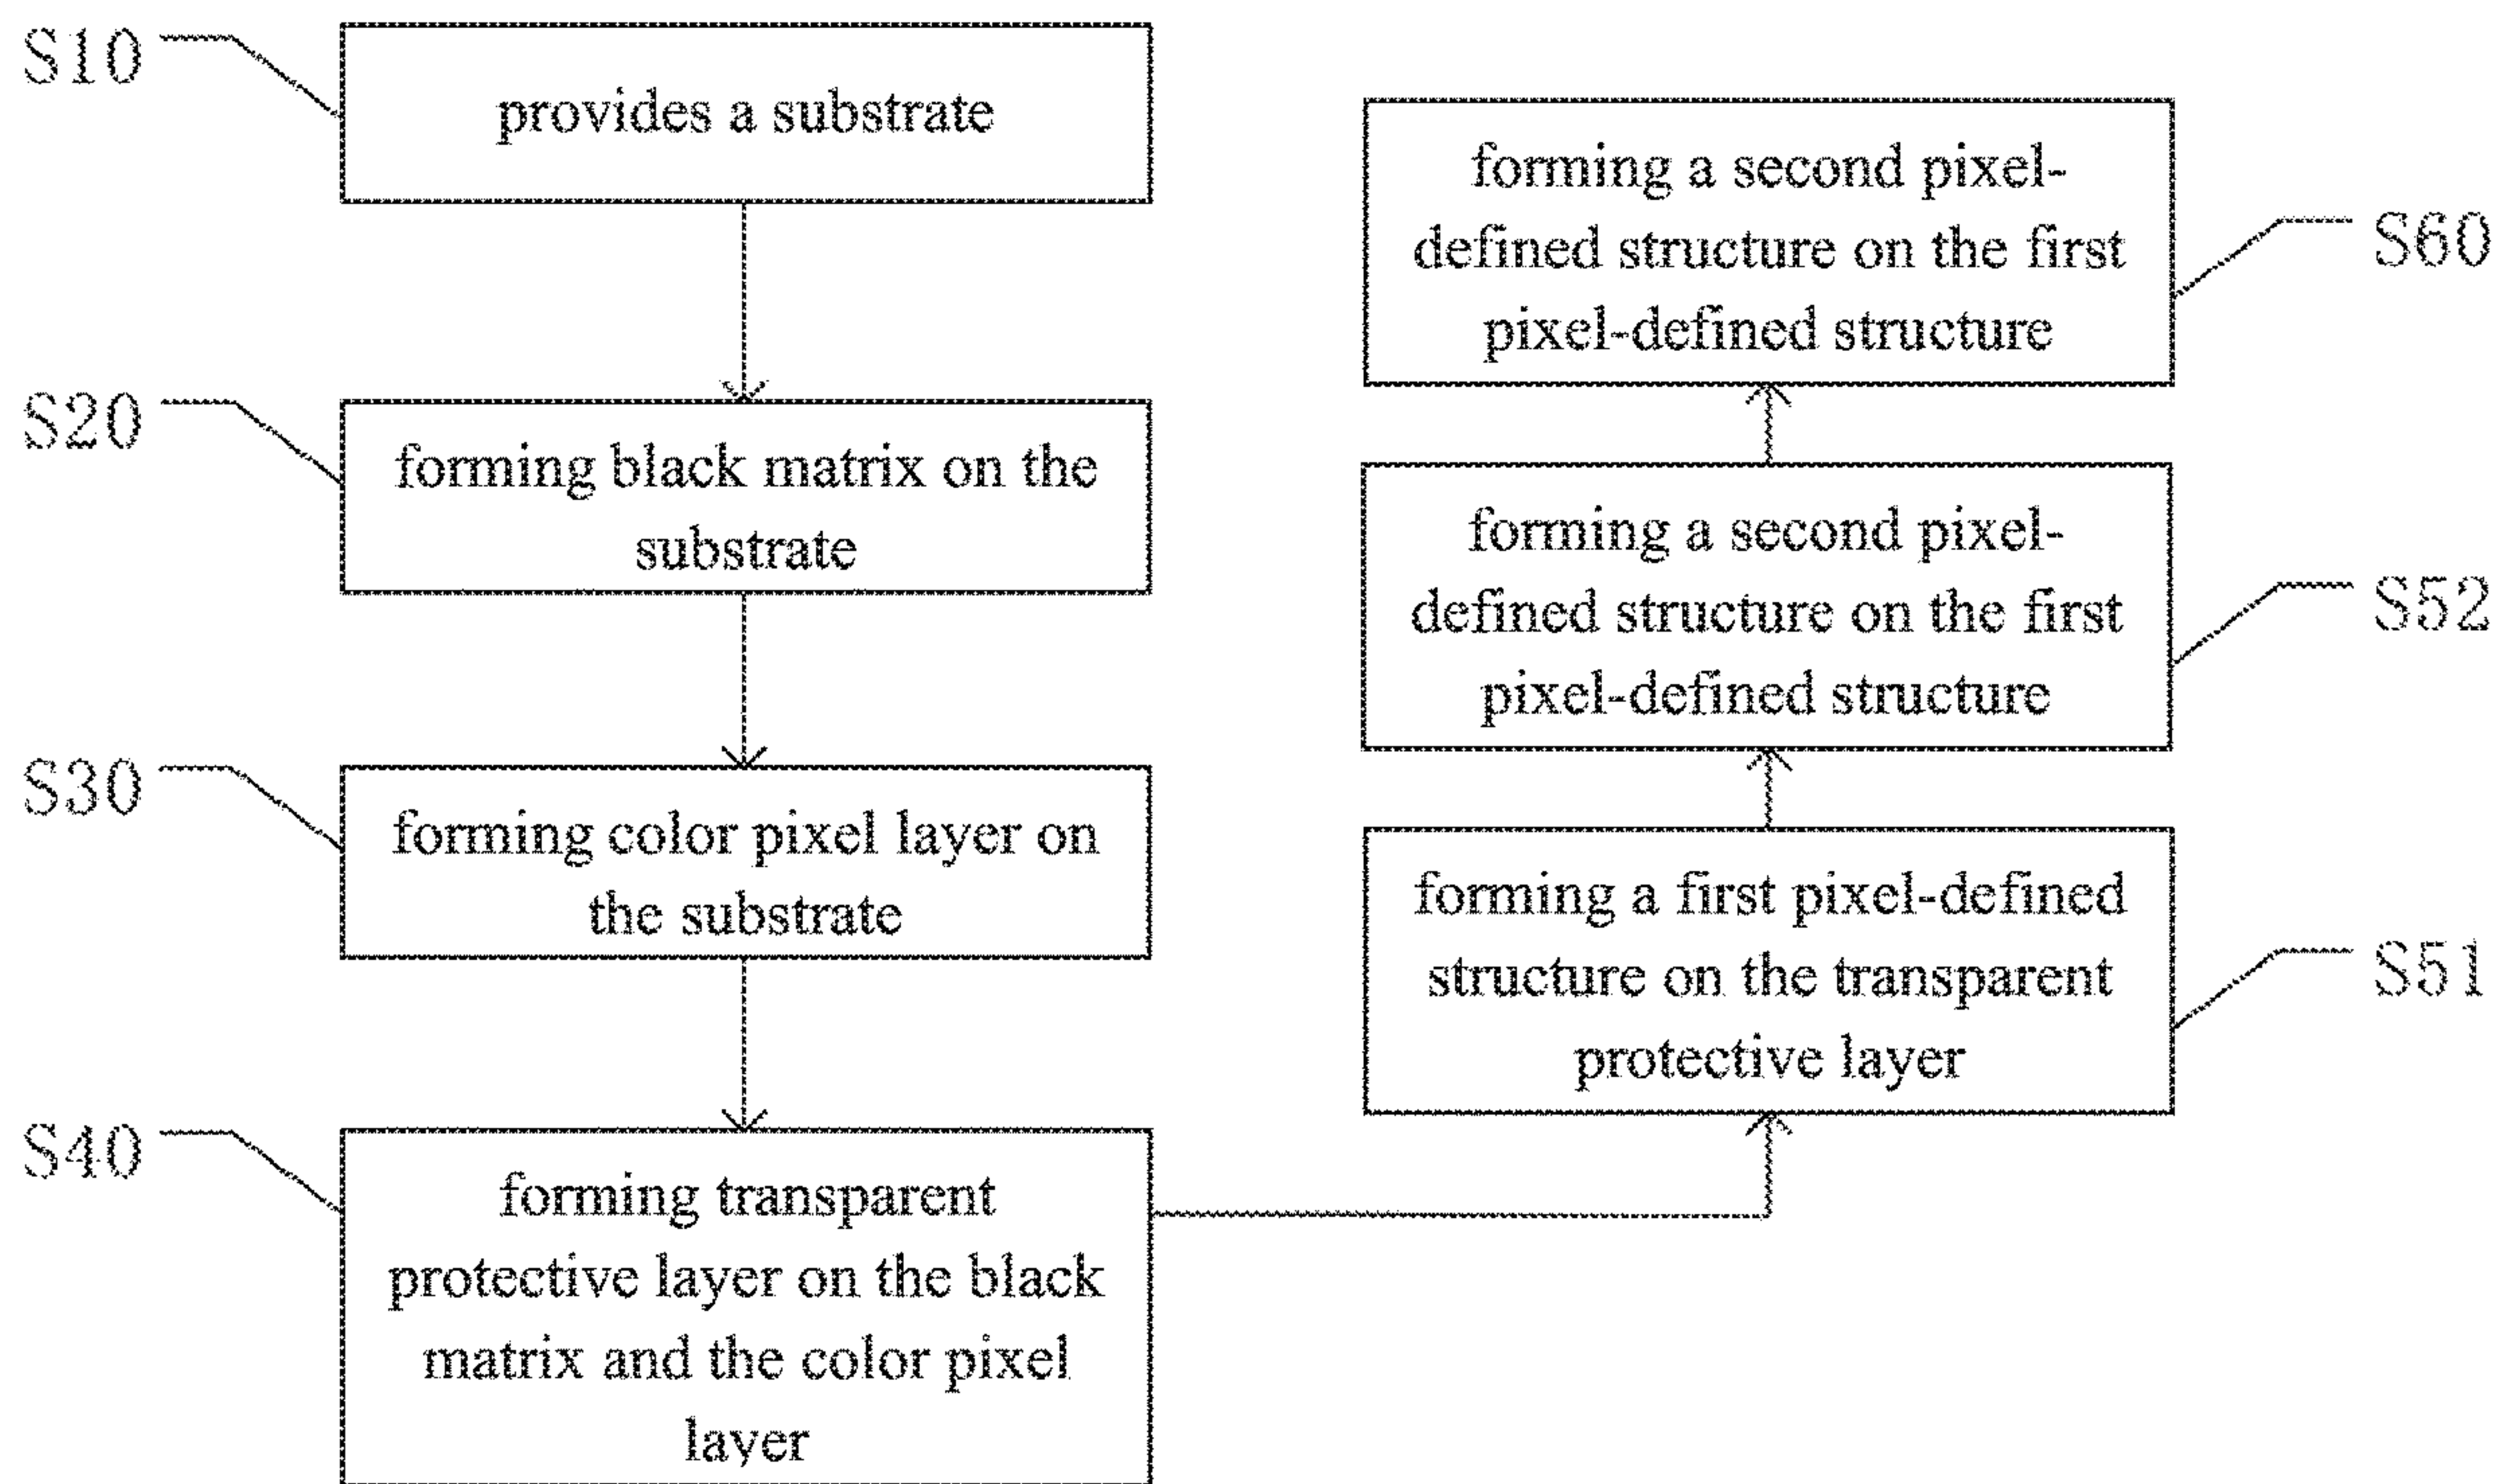 S10
provides a substrate
S20
forming black matrix on the
substrate
S30
forming color pixel layer on
the substrate
S40
forming transparent
protective layer on the black
matrix and the color pixel
layer
forming a first pixel-defined
structure on the transparent
protective layer
S51
forming a second pixel-
defined structure on the first
pixel-defined structure
S52
forming a second pixel-
defined structure on the first
pixel-defined structure
S60